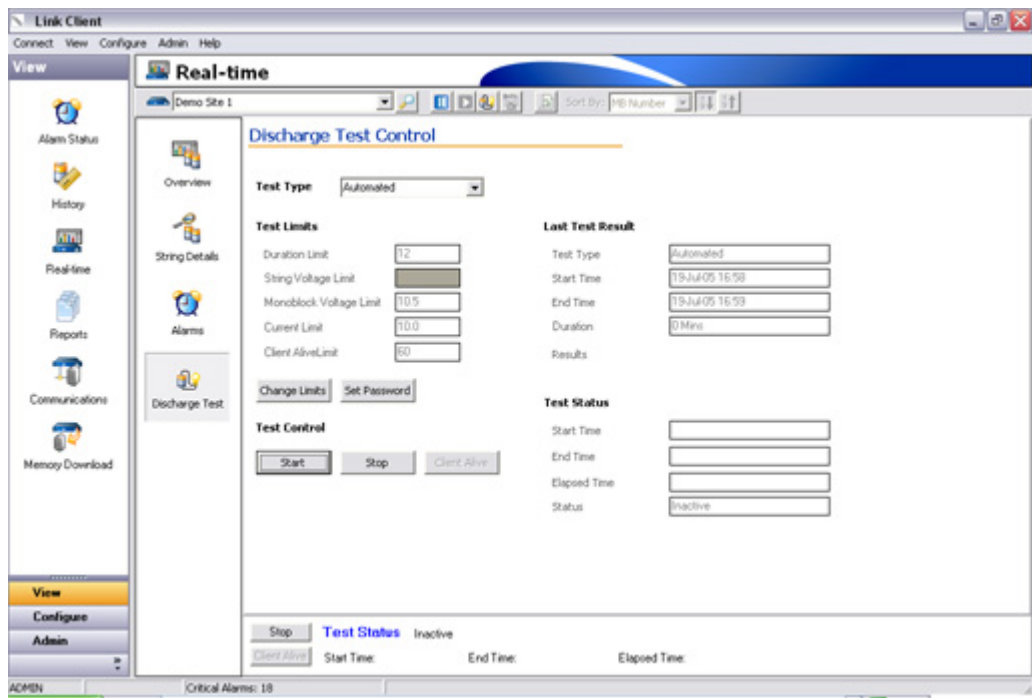 Link Client
Connect View Configure Admin Help
View
Alarm Status
History
Real-time
Reports
Communications
Memory Download
View
Configure
Admin
Real-time
Demo Site 1
Sort By: MB Number
Overview
String Details
Alarms
Discharge Test
Discharge Test Control
Test Type Automated
Test Limits
Duration Limit 12
String Voltage Limit
Monoblock Voltage Limit 10.5
Current Limit 10.0
Client AliveLimit 60
Change Limits Set Password
Test Control
Start Stop Client Alive
Last Test Result
Test Type Automated
Start Time 19-Jul-05 16:58
End Time 19-Jul-05 16:59
Duration 0 Mins
Results
Test Status
Start Time
End Time
Elapsed Time
Status Inactive
Stop Test Status Inactive
Client Alive Start Time: End Time: Elapsed Time:
ADMIN Critical Alarms: 18